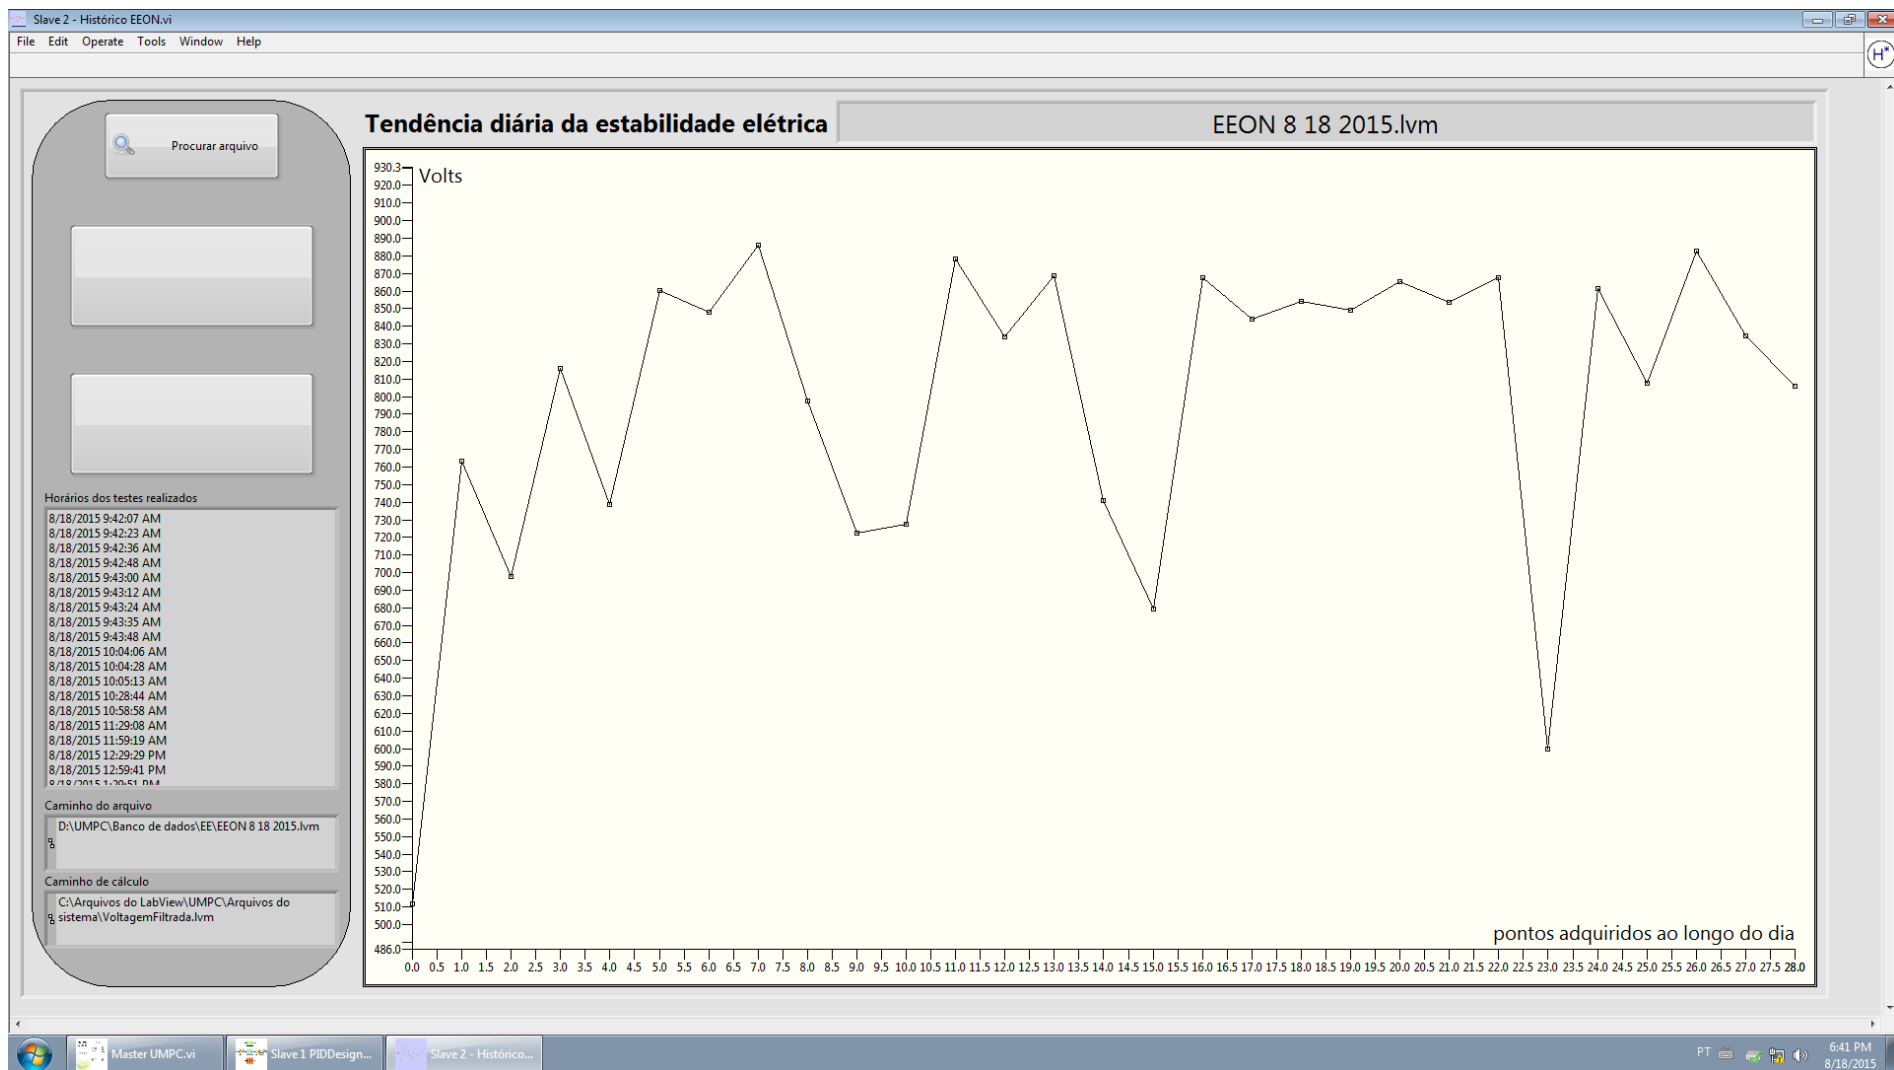 Slave 2 - Histórico EEON.vi
File Edit Operate Tools Window Help
H*
Procurar arquivo
Tendência diária da estabilidade elétrica
EEON 8 18 2015.lvm
Volts
930.3
920.0
910.0
900.0
890.0
880.0
870.0
860.0
850.0
840.0
830.0
820.0
810.0
800.0
790.0
780.0
770.0
760.0
750.0
740.0
730.0
720.0
710.0
700.0
690.0
680.0
670.0
660.0
650.0
640.0
630.0
620.0
610.0
600.0
590.0
580.0
570.0
560.0
550.0
540.0
530.0
520.0
510.0
500.0
486.0
pontos adquiridos ao longo do dia
0.0 0.5 1.0 1.5 2.0 2.5 3.0 3.5 4.0 4.5 5.0 5.5 6.0 6.5 7.0 7.5 8.0 8.5 9.0 9.5 10.0 10.5 11.0 11.5 12.0 12.5 13.0 13.5 14.0 14.5 15.0 15.5 16.0 16.5 17.0 17.5 18.0 18.5 19.0 19.5 20.0 20.5 21.0 21.5 22.0 22.5 23.0 23.5 24.0 24.5 25.0 25.5 26.0 26.5 27.0 27.5 28.0
Horários dos testes realizados
8/18/2015 9:42:07 AM
8/18/2015 9:42:23 AM
8/18/2015 9:42:36 AM
8/18/2015 9:42:48 AM
8/18/2015 9:43:00 AM
8/18/2015 9:43:12 AM
8/18/2015 9:43:24 AM
8/18/2015 9:43:35 AM
8/18/2015 9:43:48 AM
8/18/2015 10:04:06 AM
8/18/2015 10:04:28 AM
8/18/2015 10:05:13 AM
8/18/2015 10:28:44 AM
8/18/2015 10:58:58 AM
8/18/2015 11:29:08 AM
8/18/2015 11:59:19 AM
8/18/2015 12:29:29 PM
8/18/2015 12:59:41 PM
8/18/2015 1:29:51 PM
Caminho do arquivo
D:\UMPC\Banco de dados\EE\EEON 8 18 2015.lvm
Caminho de cálculo
C:\Arquivos do LabView\UMPC\Arquivos do
sistema\VoltagemFiltrada.lvm
Master UMPC.vi
Slave 1 PIDDesign...
Slave 2 - Histórico...
PT
6:41 PM
8/18/2015